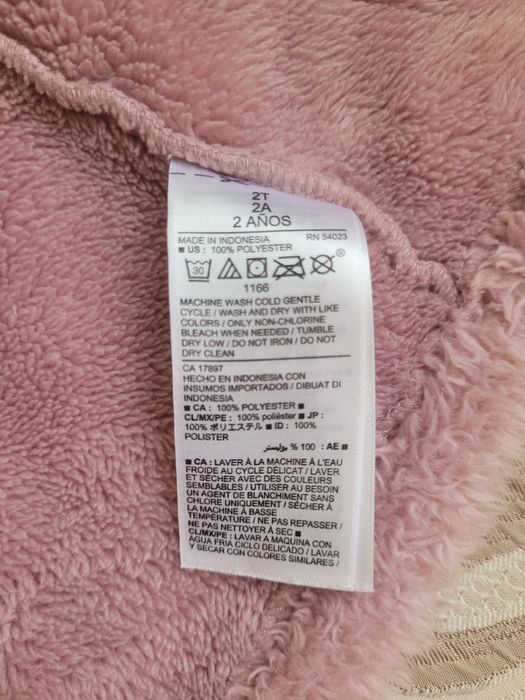 2T
2A
2 AÑOS
MADE IN INDONESIA RN 54023
■ US : 100% POLYESTER
30 ®
1166
MACHINE WASH COLD GENTLE
CYCLE / WASH AND DRY WITH LIKE
COLORS / ONLY NON-CHLORINE
BLEACH WHEN NEEDED / TUMBLE
DRY LOW / DO NOT IRON / DO NOT
DRY CLEAN
CA 17897
HECHO EN INDONESIA CON
INSUMOS IMPORTADOS / DIBUAT DI
INDONESIA
■ CA : 100% POLYESTER ■
CL/MX/PE : 100% poliéster ■ JP :
100% ポリエステル ■ ID : 100%
POLISTER
■ AE : 100 % بوليستر
■ CA : LAVER À LA MACHINE À L'EAU
FROIDE AU CYCLE DÉLICAT / LAVER
ET SÉCHER AVEC DES COULEURS
SEMBLABLES / UTILISER AU BESOIN
UN AGENT DE BLANCHIMENT SANS
CHLORE UNIQUEMENT / SÉCHER À
LA MACHINE À BASSE
TEMPÉRATURE / NE PAS REPASSER /
NE PAS NETTOYER À SEC ■
CL/MX/PE : LAVAR A MAQUINA CON
AGUA FRIA CICLO DELICADO / LAVAR
Y SECAR CON COLORES SIMILARES /